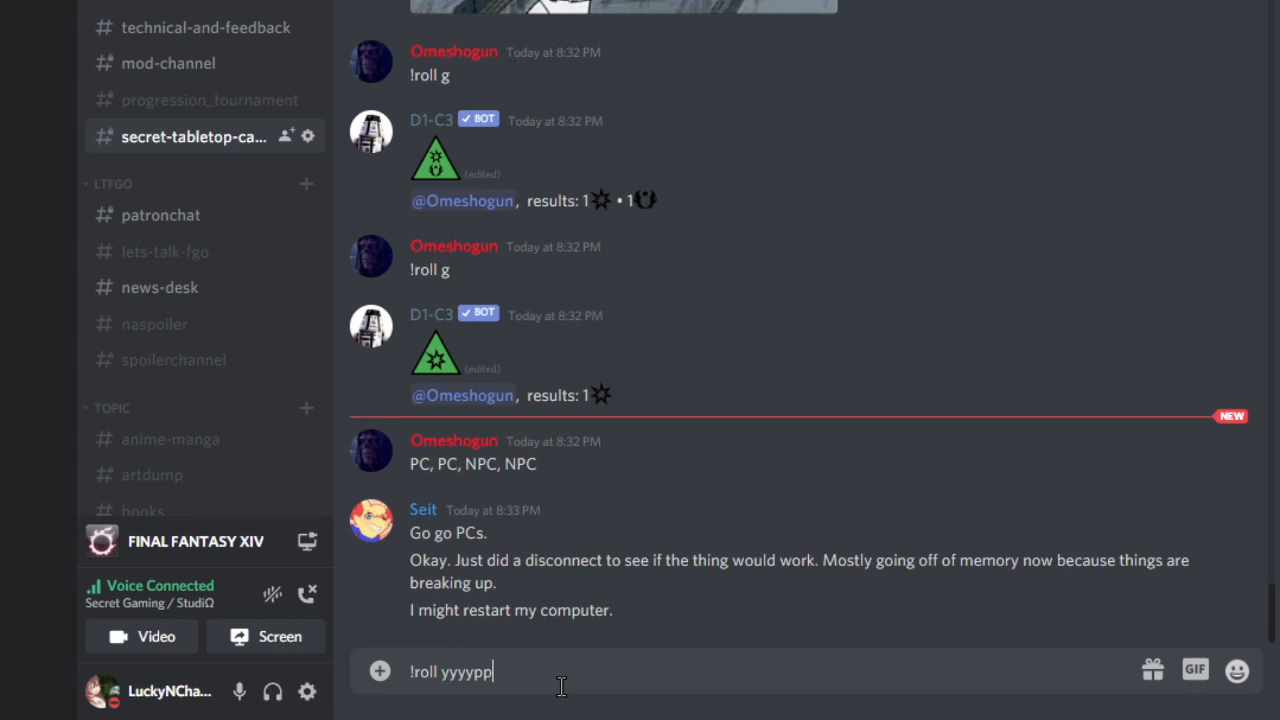 technical-and-feedback
mod-channel
progression_tournament
secret-tabletop-ca...
LTFGO
patronchat
lets-talk-fgo
news-desk
naspoiler
spoilerchannel
TOPIC
anime-manga
artdump
books
FINAL FANTASY XIV
Voice Connected
Secret Gaming / StudiΩ
Video
Screen
LuckyNCha...
Omeshogun Today at 8:32 PM
!roll g
D1-C3 ✓ BOT Today at 8:32 PM
(edited)
@Omeshogun, results: 1 • 1
Omeshogun Today at 8:32 PM
!roll g
D1-C3 ✓ BOT Today at 8:32 PM
(edited)
@Omeshogun, results: 1
NEW
Omeshogun Today at 8:32 PM
PC, PC, NPC, NPC
Seit Today at 8:33 PM
Go go PCs.
Okay. Just did a disconnect to see if the thing would work. Mostly going off of memory now because things are
breaking up.
I might restart my computer.
!roll yyyypp
GIF